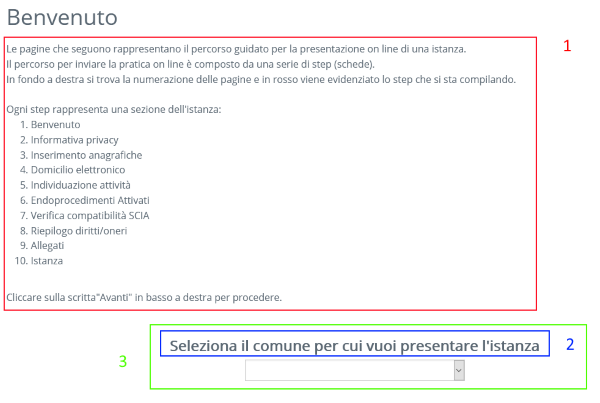 Benvenuto
Le pagine che seguono rappresentano il percorso guidato per la presentazione on line di una istanza.
1
Il percorso per inviare la pratica on line è composto da una serie di step (schede).
In fondo a destra si trova la numerazione delle pagine ed in rosso viene evidenziato lo step che si sta compilando.
Ogni step rappresenta una sezione dell'istanza:
1. Benvenuto
2. Informativa privacy
3. Inserimento anagrafiche
4. Domicilio elettronico
5. Individuazione attività
6. Endoprocedimenti Attivati
7. Verifica compatibilità SCIA
8. Riepilogo diritti/oneri
9. Allegati
10. Istanza
Cliccare sulla scritta"Avanti" in basso a destra per procedere.
Seleziona il comune per cui vuoi presentare l'istanza
2
3